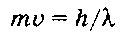 mv = h/λ